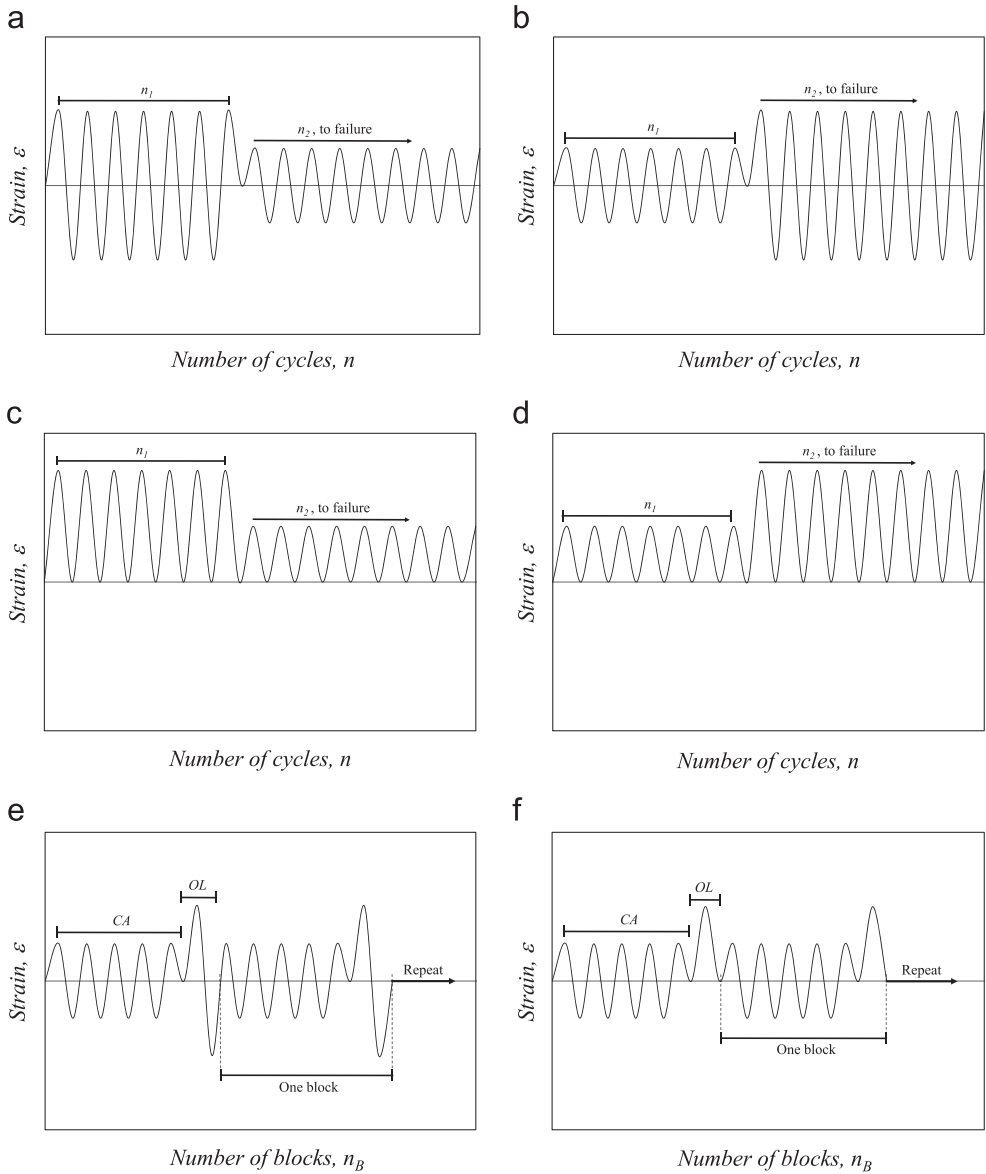 a
n1
n2, to failure
Strain, ε
Number of cycles, n
b
n1
n2, to failure
Strain, ε
Number of cycles, n
c
n1
n2, to failure
Strain, ε
Number of cycles, n
d
n1
n2, to failure
Strain, ε
Number of cycles, n
e
OL
CA
Repeat
One block
Strain, ε
Number of blocks, nB
f
OL
CA
Repeat
One block
Strain, ε
Number of blocks, nB